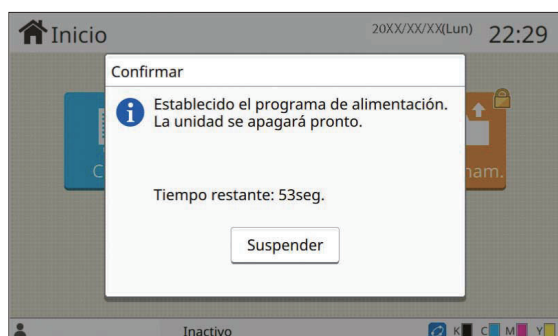 Inicio
20XX/XX/XX(Lun) 22:29
Confirmar
Establecido el programa de alimentación.
La unidad se apagará pronto.
Tiempo restante: 53seg.
Suspender
C
nam.
Inactivo
K C M Y